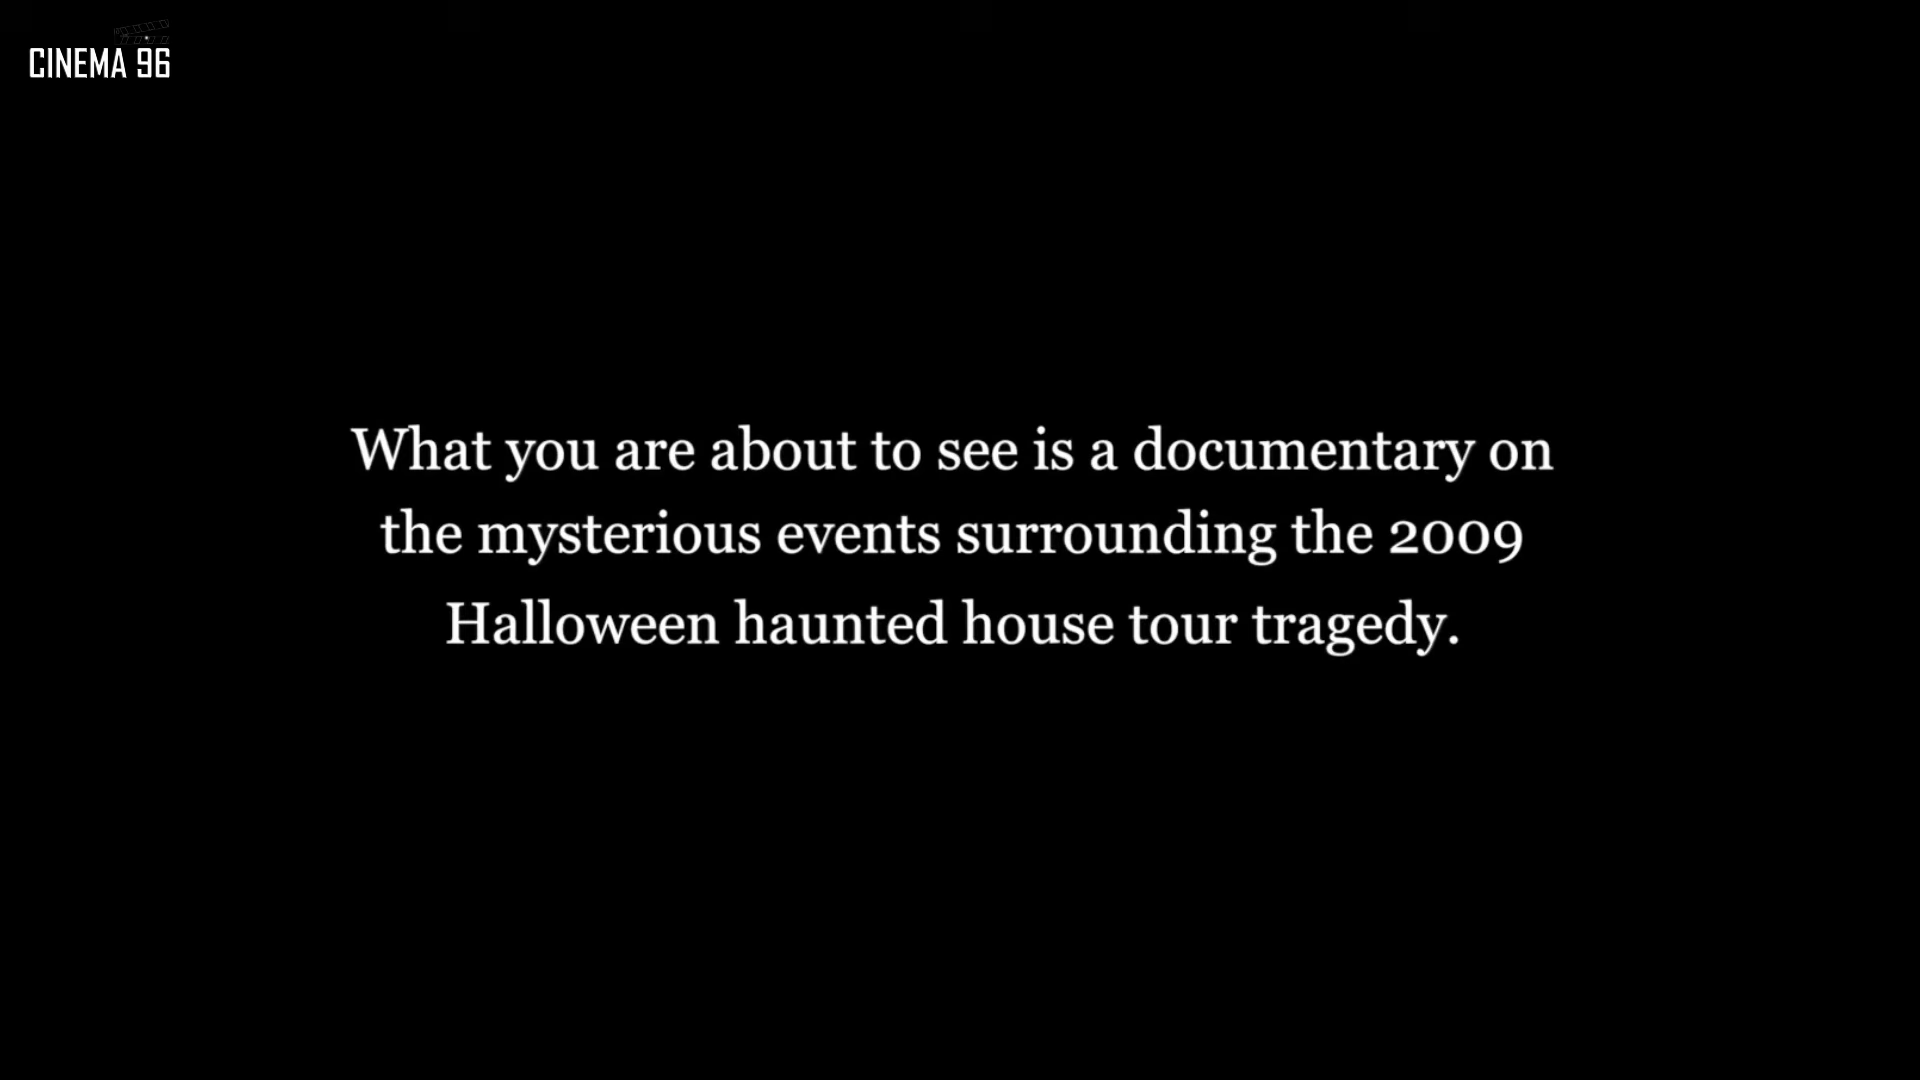 CINEMA 96
What you are about to see is a documentary on
the mysterious events surrounding the 2009
Halloween haunted house tour tragedy.